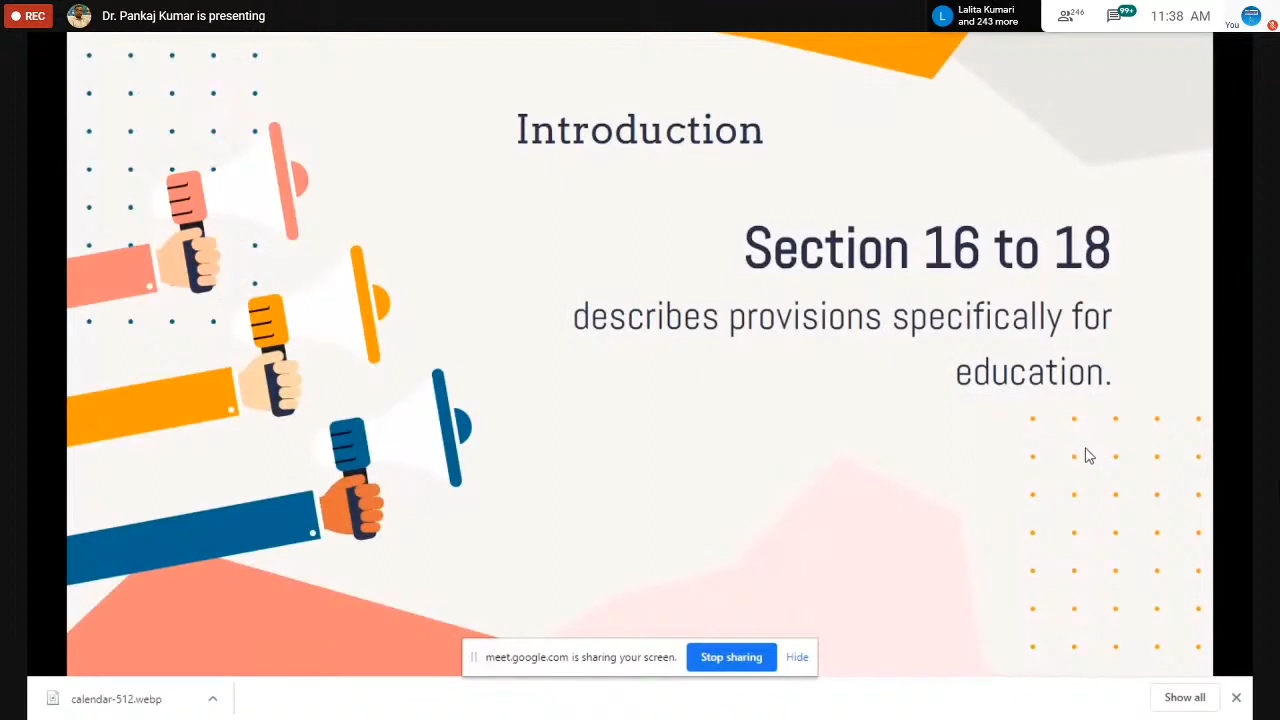 REC
Dr. Pankaj Kumar is presenting
L
Lalita Kumari
and 243 more
246
99+
11:38 AM
You
Introduction
Section 16 to 18
describes provisions specifically for
education.
meet.google.com is sharing your screen.
Stop sharing
Hide
calendar-512.webp
Show all